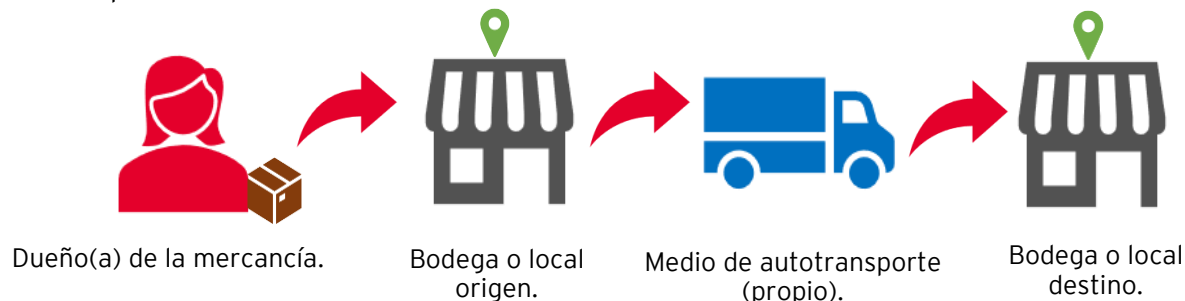 Dueño(a) de la mercancía.
Bodega o local
origen.
Medio de autotransporte
(propio).
Bodega o local
destino.